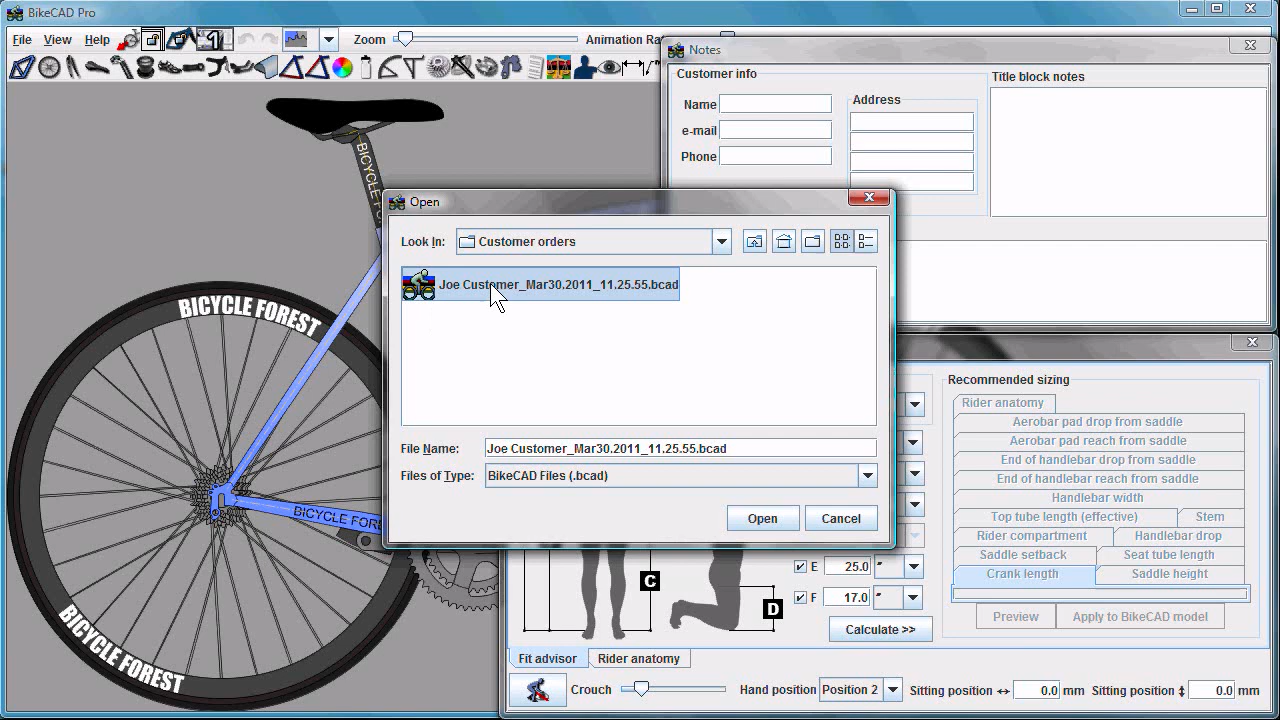 BikeCAD Pro
File View Help Zoom Animation Ra
Notes
Customer info
Name
e-mail
Phone
Address
Title block notes
BICYCLE FO
BICYCLE FOREST
BICYCLE FOR
BICYCLE FOREST
Open
Look In: Customer orders
Joe Customer_Mar30.2011_11.25.55.bcad
File Name: Joe Customer_Mar30.2011_11.25.55.bcad
Files of Type: BikeCAD Files (.bcad)
Open Cancel
Recommended sizing
Rider anatomy
Aerobar pad drop from saddle
Aerobar pad reach from saddle
End of handlebar drop from saddle
End of handlebar reach from saddle
Handlebar width
Top tube length (effective) Stem
Rider compartment Handlebar drop
Saddle setback Seat tube length
Crank length Saddle height
Preview Apply to BikeCAD model
C
D
E 25.0 "
F 17.0 "
Calculate >>
Fit advisor Rider anatomy
Crouch Hand position Position 2 Sitting position ↔ 0.0 mm Sitting position ↕ 0.0 mm